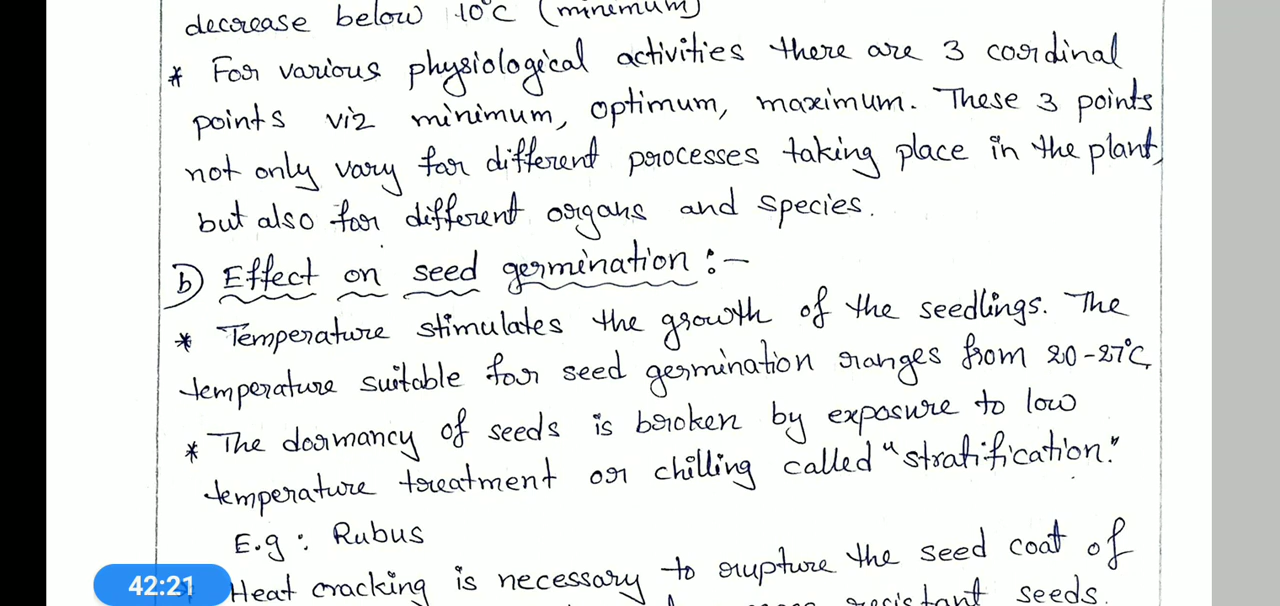 decrease below 10°C (minimum)
* For various physiological activities there are 3 cardinal
points viz minimum, optimum, maximum. These 3 points
not only vary for different processes taking place in the plant,
but also for different organs and species.
b) Effect on seed germination :-
* Temperature stimulates the growth of the seedlings. The
temperature suitable for seed germination ranges from 20-27°C.
* The dormancy of seeds is broken by exposure to low
temperature treatment or chilling called "stratification."
E.g : Rubus
Heat cracking is necessary to rupture the seed coat of
resistant seeds.
42:21